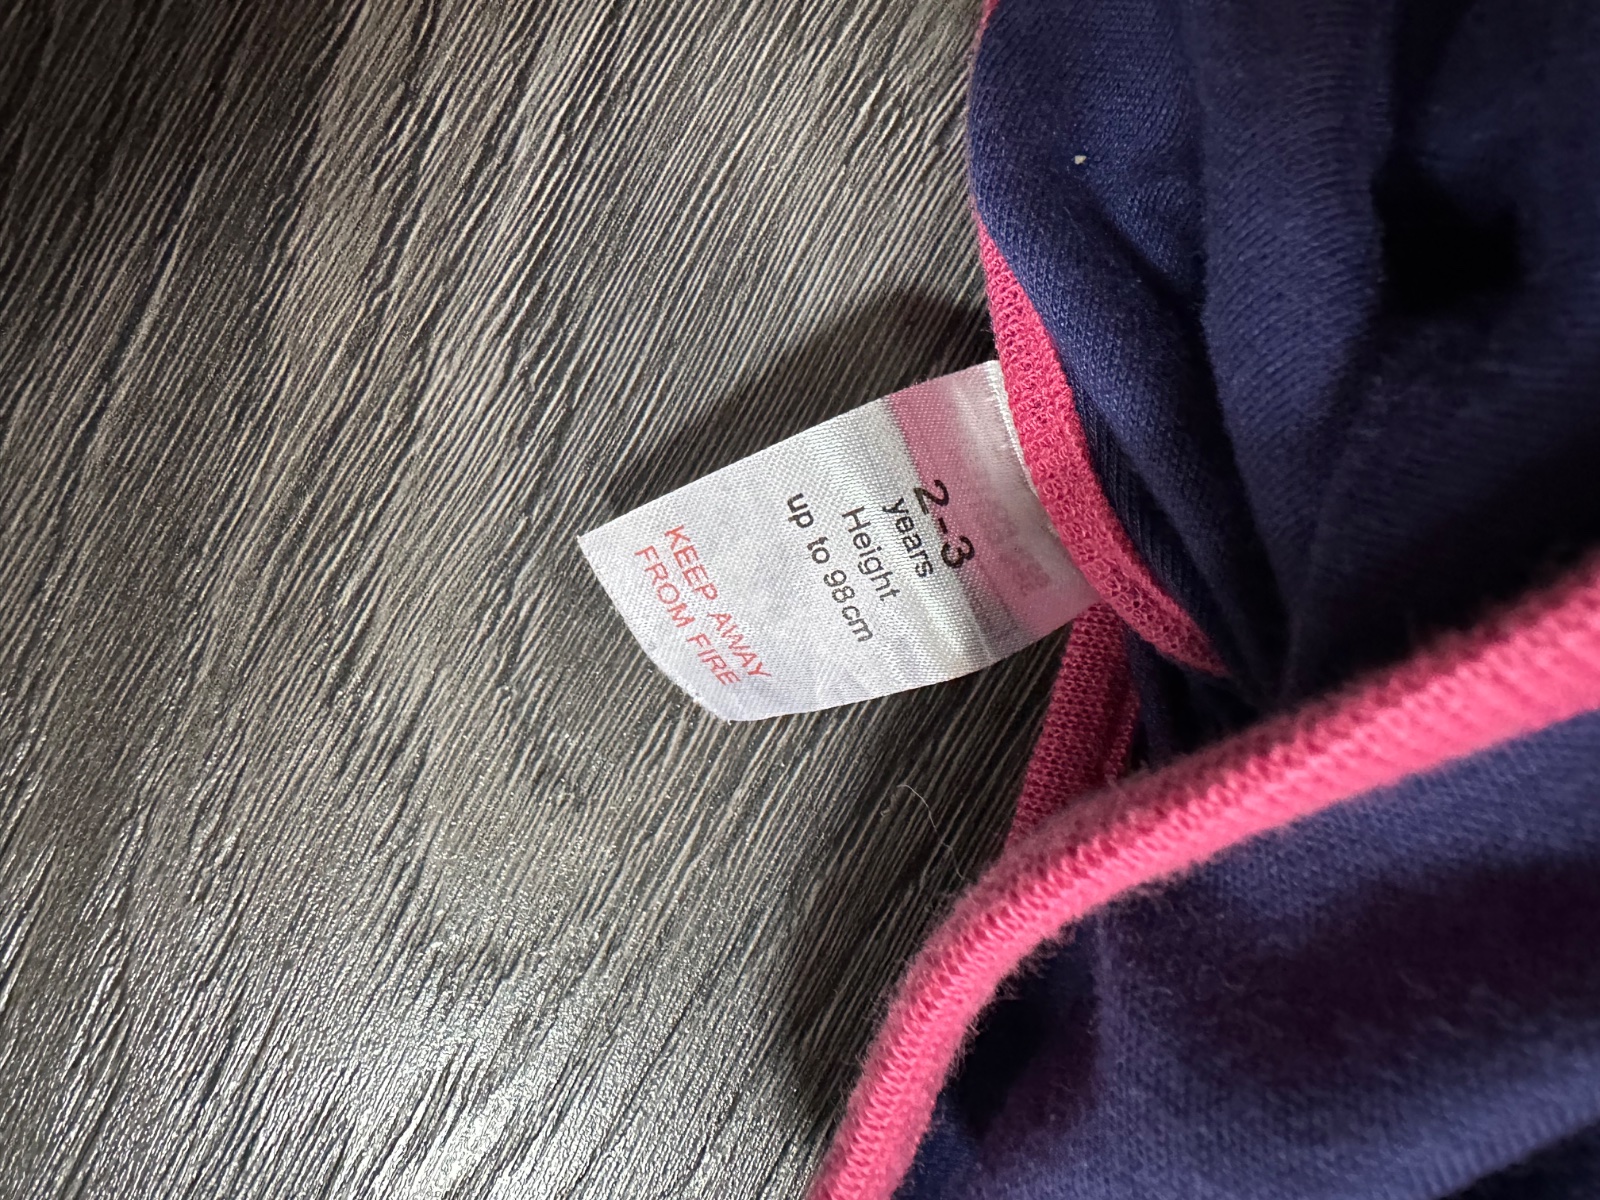 2-3
years
Height
up to 98cm
KEEP AWAY
FROM FIRE